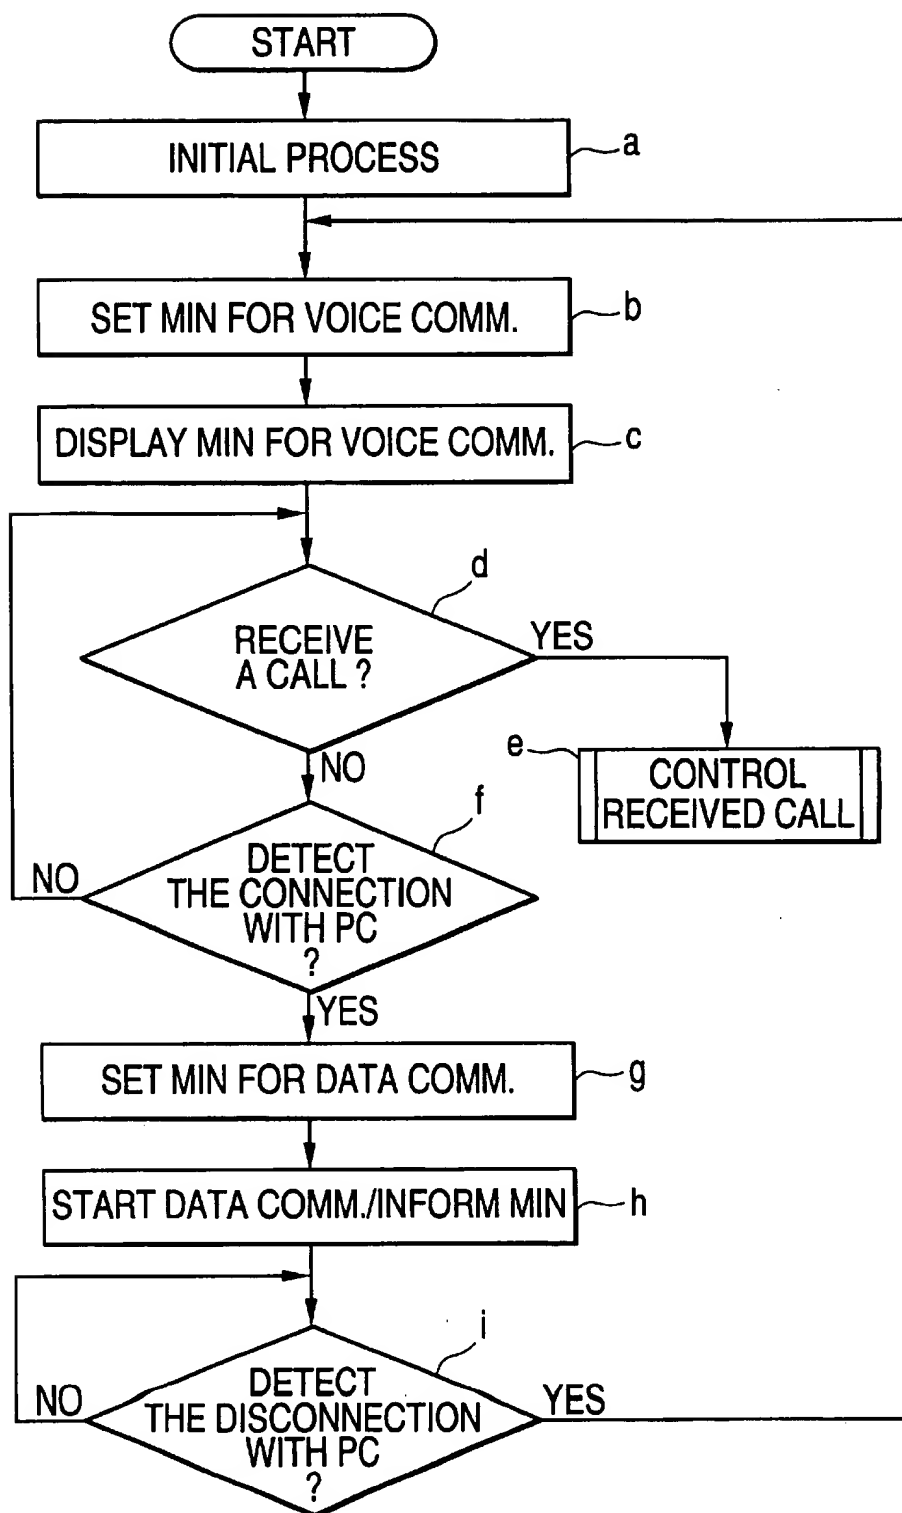 START
INITIAL PROCESS
a
SET MIN FOR VOICE COMM.
b
DISPLAY MIN FOR VOICE COMM.
c
d
RECEIVE
A CALL ?
YES
NO
e
CONTROL
RECEIVED CALL
f
DETECT
THE CONNECTION
WITH PC
?
NO
YES
SET MIN FOR DATA COMM.
g
START DATA COMM./INFORM MIN
h
i
DETECT
THE DISCONNECTION
WITH PC
?
NO
YES